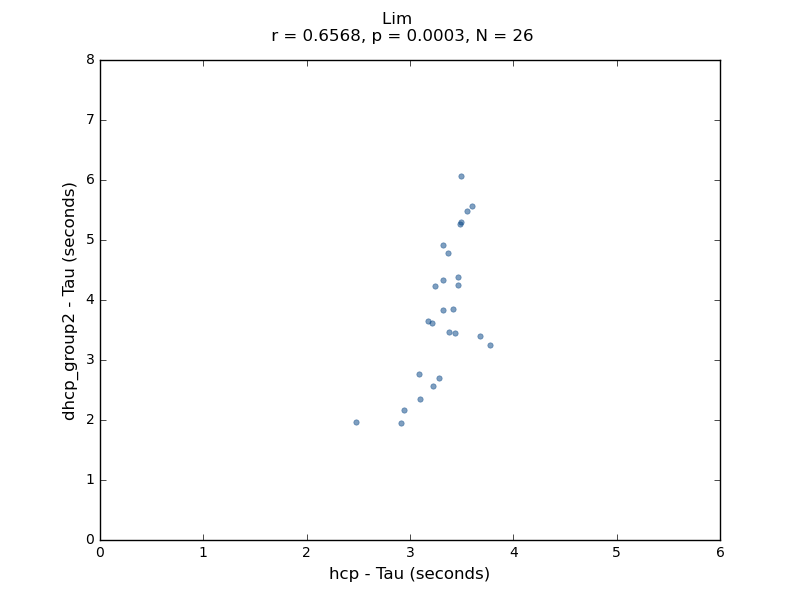 Lim
r = 0.6568, p = 0.0003, N = 26
8
7
6
5
4
3
2
1
0
dhcp_group2 - Tau (seconds)
0 1 2 3 4 5 6
hcp - Tau (seconds)